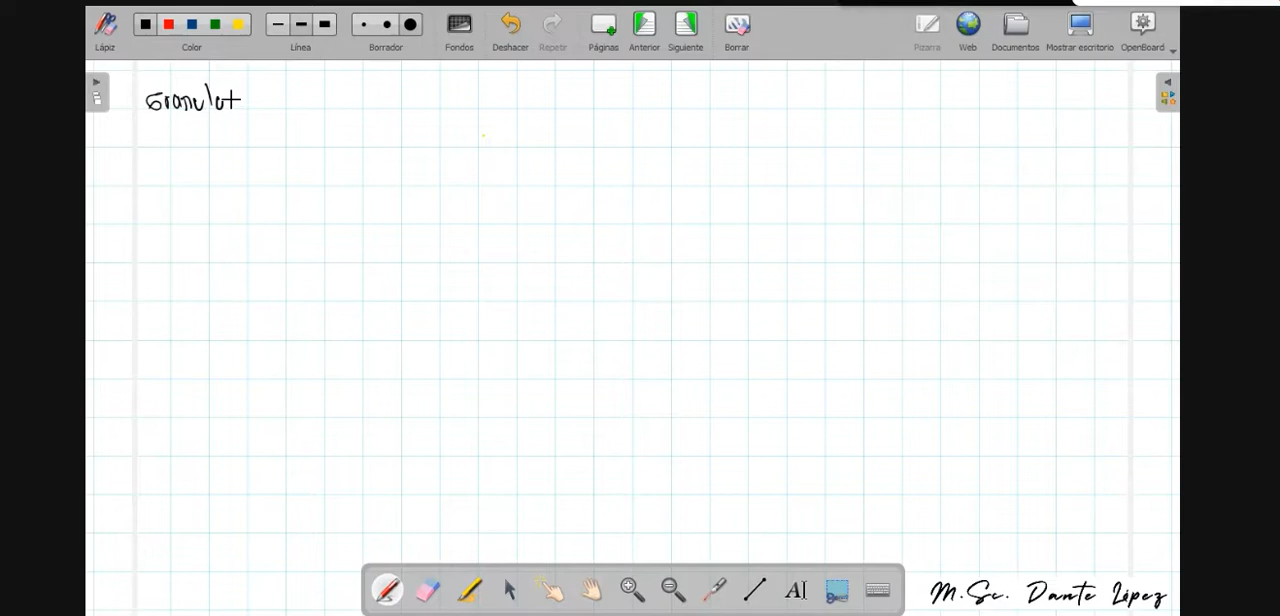 Lápiz Color Línea Borrador Fondos Deshacer Repetir Páginas Anterior Siguiente Borrar Pizarra Web Documentos Mostrar escritorio OpenBoard
Granulot
M.Sc. Dante López